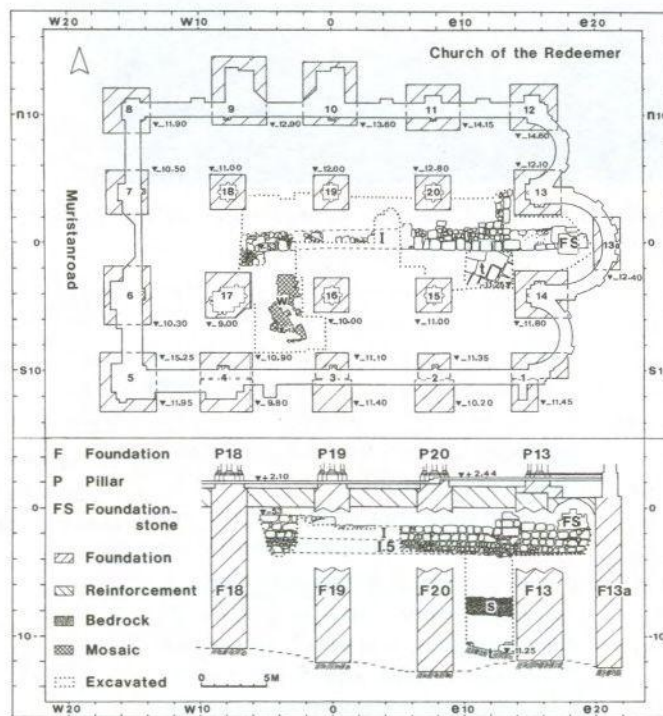 w20 w10 0 e10 e20
Church of the Redeemer
n10 n10
8 9 10 11 12
▼-11.90 ▼-12.90 ▼-13.60 ▼-14.15 ▼-14.60
▼-10.50 ▼-11.00 ▼-12.00 ▼-12.80 ▼-12.10
7 18 19 20 13
Muristanroad
0 I FS 13a 0
▼-12.40
W t
6 17 16 15 14
▼-10.30 ▼-9.00 ▼-10.00 ▼-11.00 ▼-11.80
▼-15.25 ▼-10.90 ▼-11.10 ▼-11.35
s10 s10
5 4 3 2 1
▼-11.95 ▼-9.80 ▼-11.40 ▼-10.20 ▼-11.45
F Foundation
P Pillar
FS Foundation-
stone
Foundation
Reinforcement
Bedrock
Mosaic
Excavated
P18 P19 P20 P13
▼+2.10 ▼+2.44
0 0
FS
I
I.5
F18 F19 F20 F13 F13a
S
10 10
0 5M
w20 w10 0 e10 e20